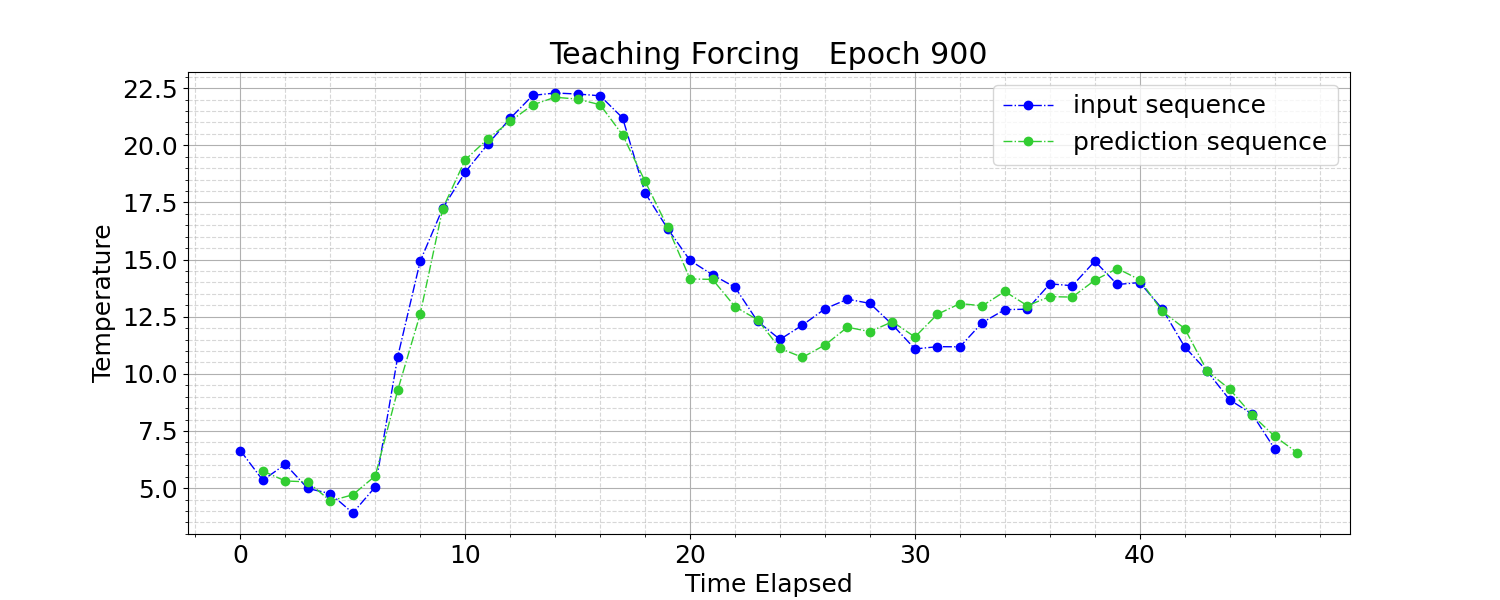 Teaching Forcing   Epoch 900
input sequence
prediction sequence
Temperature
22.5
20.0
17.5
15.0
12.5
10.0
7.5
5.0
0 10 20 30 40
Time Elapsed